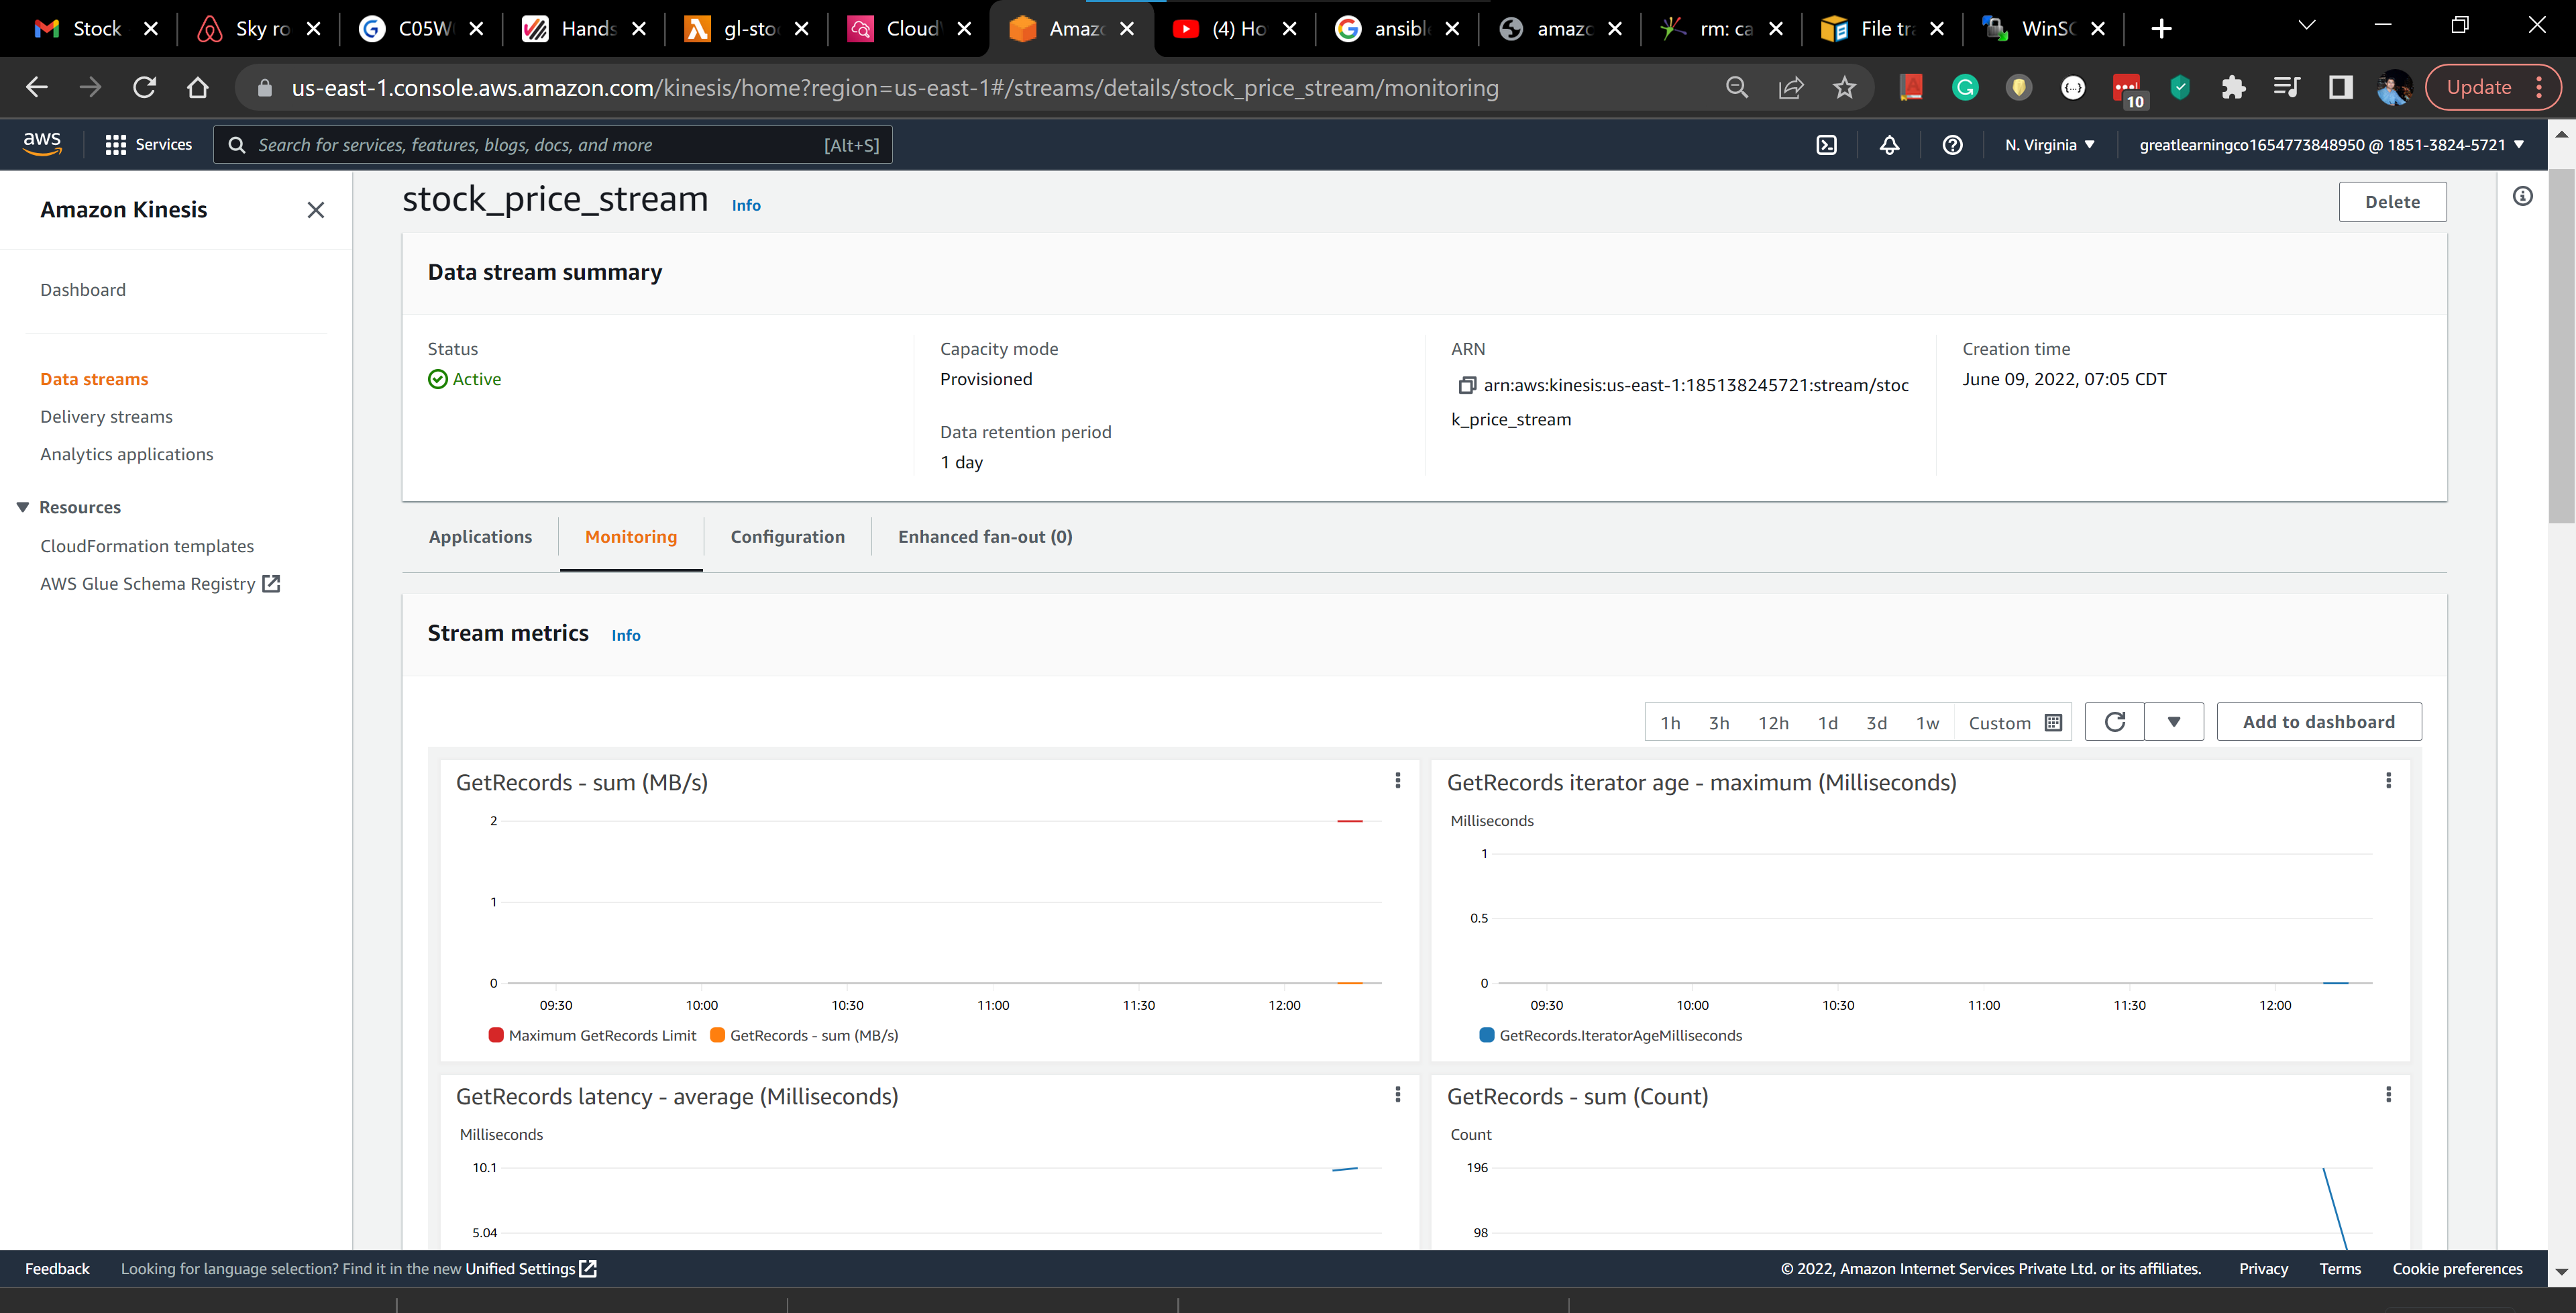 Stock
Sky ro
C05W
Hands
gl-sto
Cloud
Amaz
(4) Ho
ansibl
amazo
rm: ca
File tr
WinSC
us-east-1.console.aws.amazon.com/kinesis/home?region=us-east-1#/streams/details/stock_price_stream/monitoring
10
Update
aws
Services
Search for services, features, blogs, docs, and more
[Alt+S]
N. Virginia
greatlearningco1654773848950 @ 1851-3824-5721
Amazon Kinesis
Dashboard
Data streams
Delivery streams
Analytics applications
Resources
CloudFormation templates
AWS Glue Schema Registry
stock_price_stream Info
Delete
Data stream summary
Status
Active
Capacity mode
Provisioned
Data retention period
1 day
ARN
arn:aws:kinesis:us-east-1:185138245721:stream/stoc
k_price_stream
Creation time
June 09, 2022, 07:05 CDT
Applications
Monitoring
Configuration
Enhanced fan-out (0)
Stream metrics Info
1h 3h 12h 1d 3d 1w Custom
Add to dashboard
GetRecords - sum (MB/s)
2
1
0
09:30 10:00 10:30 11:00 11:30 12:00
Maximum GetRecords Limit GetRecords - sum (MB/s)
GetRecords iterator age - maximum (Milliseconds)
Milliseconds
1
0.5
0
09:30 10:00 10:30 11:00 11:30 12:00
GetRecords.IteratorAgeMilliseconds
GetRecords latency - average (Milliseconds)
Milliseconds
10.1
5.04
GetRecords - sum (Count)
Count
196
98
Feedback
Looking for language selection? Find it in the new Unified Settings
© 2022, Amazon Internet Services Private Ltd. or its affiliates.
Privacy
Terms
Cookie preferences